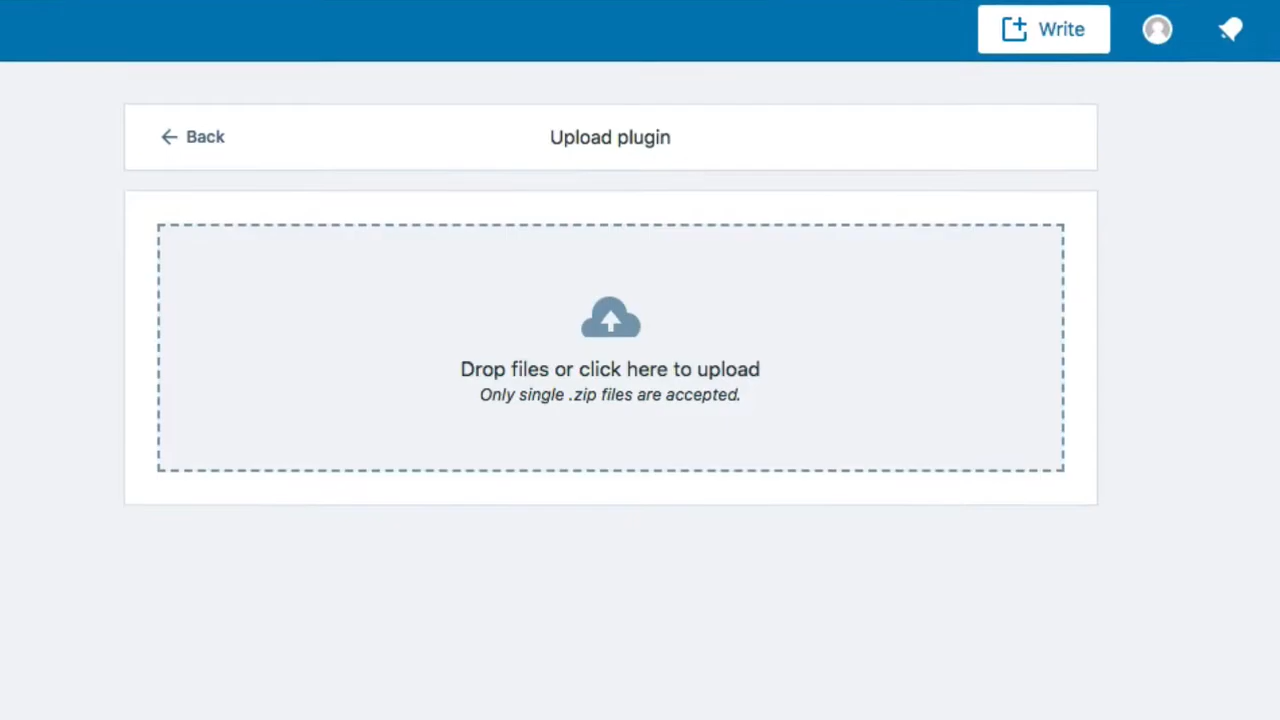 Write
Back
Upload plugin
Drop files or click here to upload
Only single .zip files are accepted.